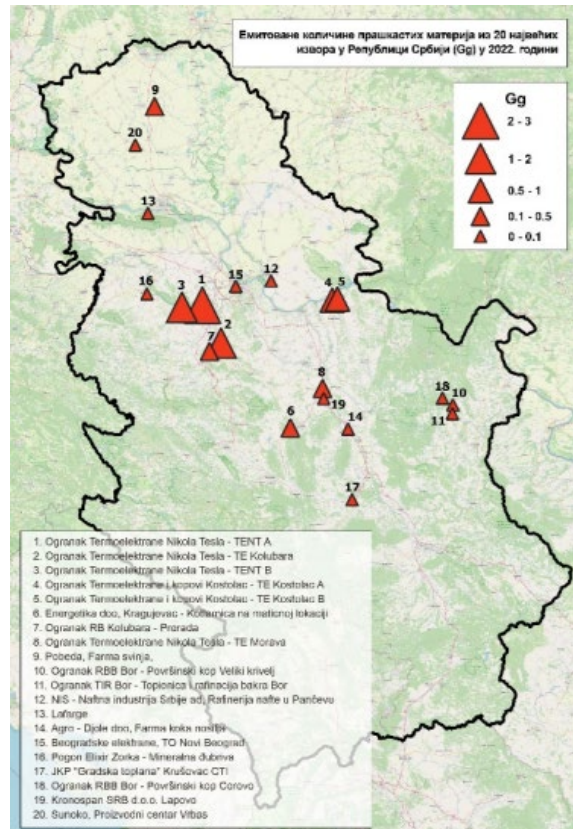 Емитоване количине прашкастих материја из 20 највећих
извора у Републици Србији (Gg) у 2022. години
Gg
2 - 3
1 - 2
0.5 - 1
0.1 - 0.5
0 - 0.1
9
20
13
16
3
1
15
12
4
5
2
7
8
19
6
14
18
10
11
17
1. Ogranak Termoelektrane Nikola Tesla - TENT A
2. Ogranak Termoelektrane Nikola Tesla - TE Kolubara
3. Ogranak Termoelektrane Nikola Tesla - TENT B
4. Ogranak Termoelektrane i kopovi Kostolac - TE Kostolac A
5. Ogranak Termoelektrane i kopovi Kostolac - TE Kostolac B
6. Energetika doo, Kragujevac - Kotlarnica na maticnoj lokaciji
7. Ogranak RB Kolubara - Prerada
8. Ogranak Termoelektrane Nikola Tesla - TE Morava
9. Pobeda, Farma svinja,
10. Ogranak RBB Bor - Površinski kop Veliki krivelj
11. Ogranak TIR Bor - Topionica i rafinacija bakra Bor
12. NIS - Naftna industrija Srbije ad, Rafinerija nafte u Pančevu
13. Lafarge
14. Agro - Djole doo, Farma koka nosilja
15. Beogradske elektrane, TO Novi Beograd
16. Pogon Elixir Zorka - Mineralna đubriva
17. JKP "Gradska toplana" Kruševac CTI
18. Ogranak RBB Bor - Površinski kop Cerovo
19. Kronospan SRB d.o.o. Lapovo
20. Sunoko, Proizvodni centar Vrbas